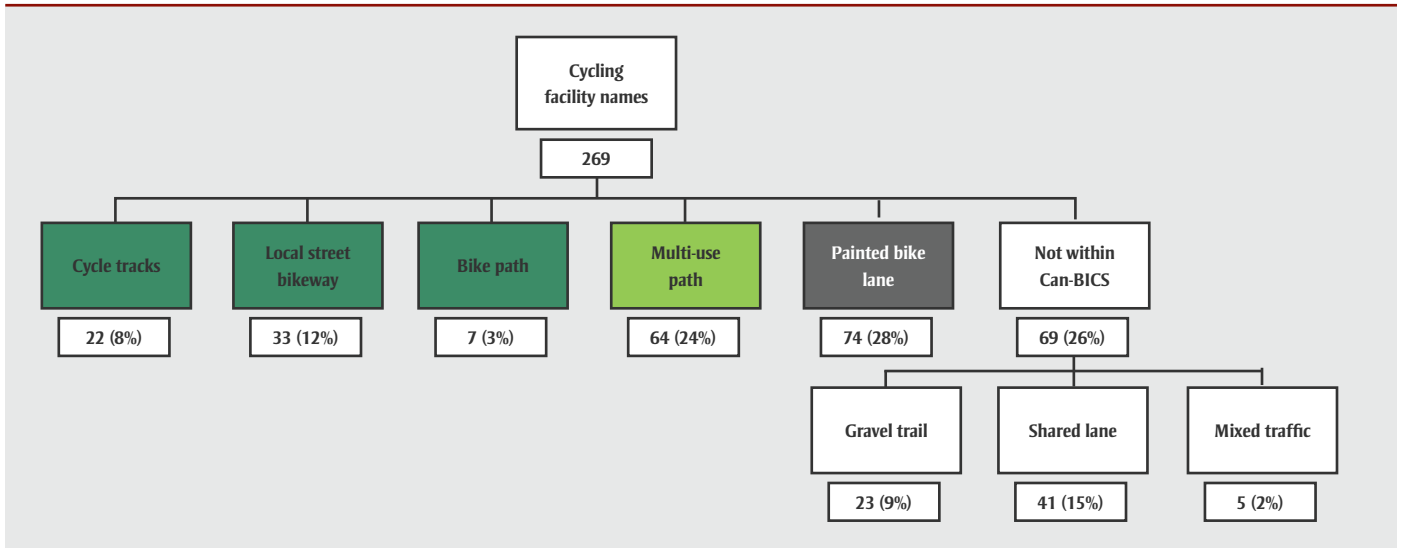 Cycling
facility names
269
Cycle tracks
Local street
bikeway
Bike path
Multi-use
path
Painted bike
lane
Not within
Can-BICS
22 (8%)
33 (12%)
7 (3%)
64 (24%)
74 (28%)
69 (26%)
Gravel trail
Shared lane
Mixed traffic
23 (9%)
41 (15%)
5 (2%)